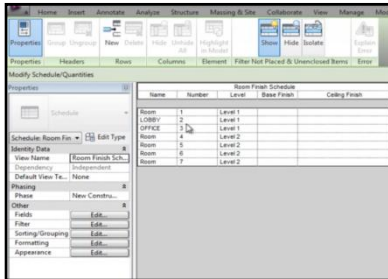 Home Insert Annotate Analyze Structure Massing & Site Collaborate View Manage
Properties Group Ungroup New Delete Hide Unhide All Highlight in Model Show Hide Isolate Explain Error
Properties Headers Rows Columns Element Filter Not Placed & Unenclosed Items Error
Modify Schedule/Quantities
Properties
Schedule
Schedule: Room Fin Edit Type
Identity Data
View Name Room Finish Sch...
Dependency Independent
Default View Te... None
Phasing
Phase New Constru...
Other
Fields Edit...
Filter Edit...
Sorting/Grouping Edit...
Formatting Edit...
Appearance Edit...
Room Finish Schedule
Name Number Level Base Finish Ceiling Finish
Room 1 Level 1
LOBBY 2 Level 1
OFFICE 3 Level 1
Room 4 Level 2
Room 5 Level 2
Room 6 Level 2
Room 7 Level 2